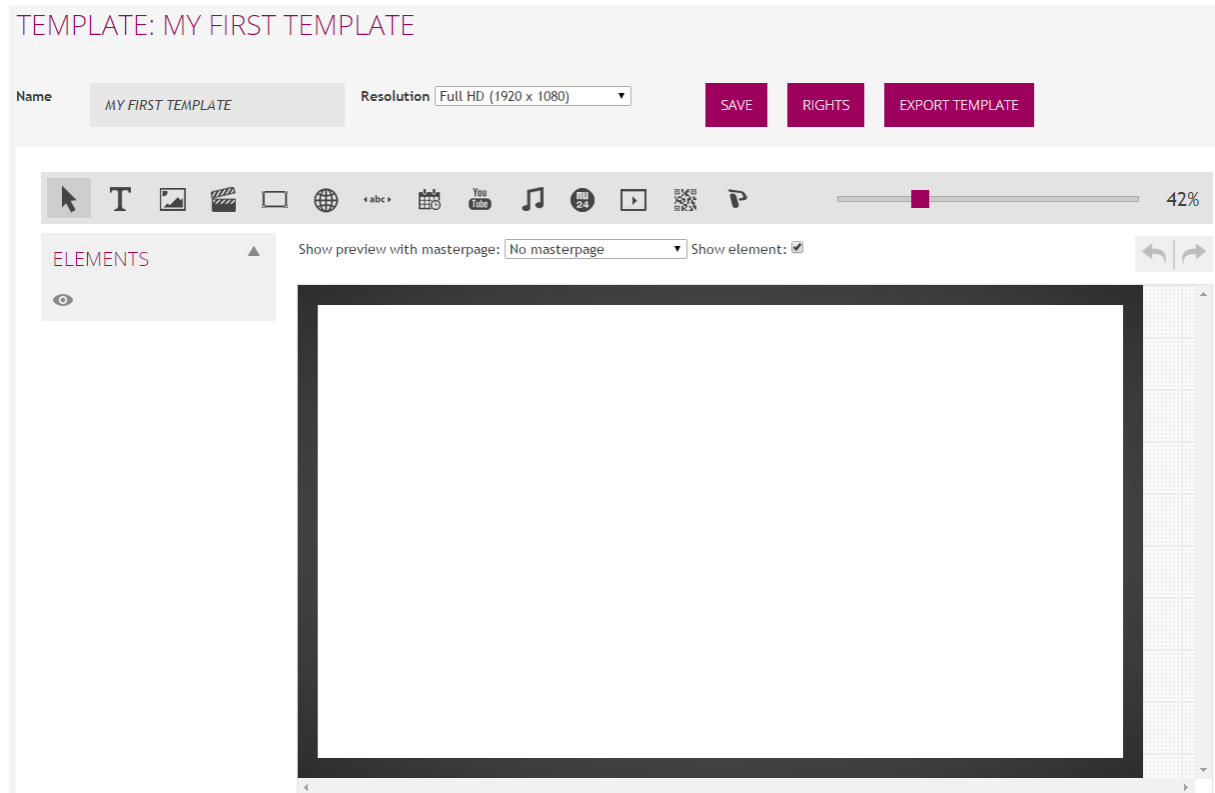 TEMPLATE: MY FIRST TEMPLATE
Name MY FIRST TEMPLATE Resolution Full HD (1920 x 1080) SAVE RIGHTS EXPORT TEMPLATE
T abc You Tube nu 24 42%
ELEMENTS Show preview with masterpage: No masterpage Show element: